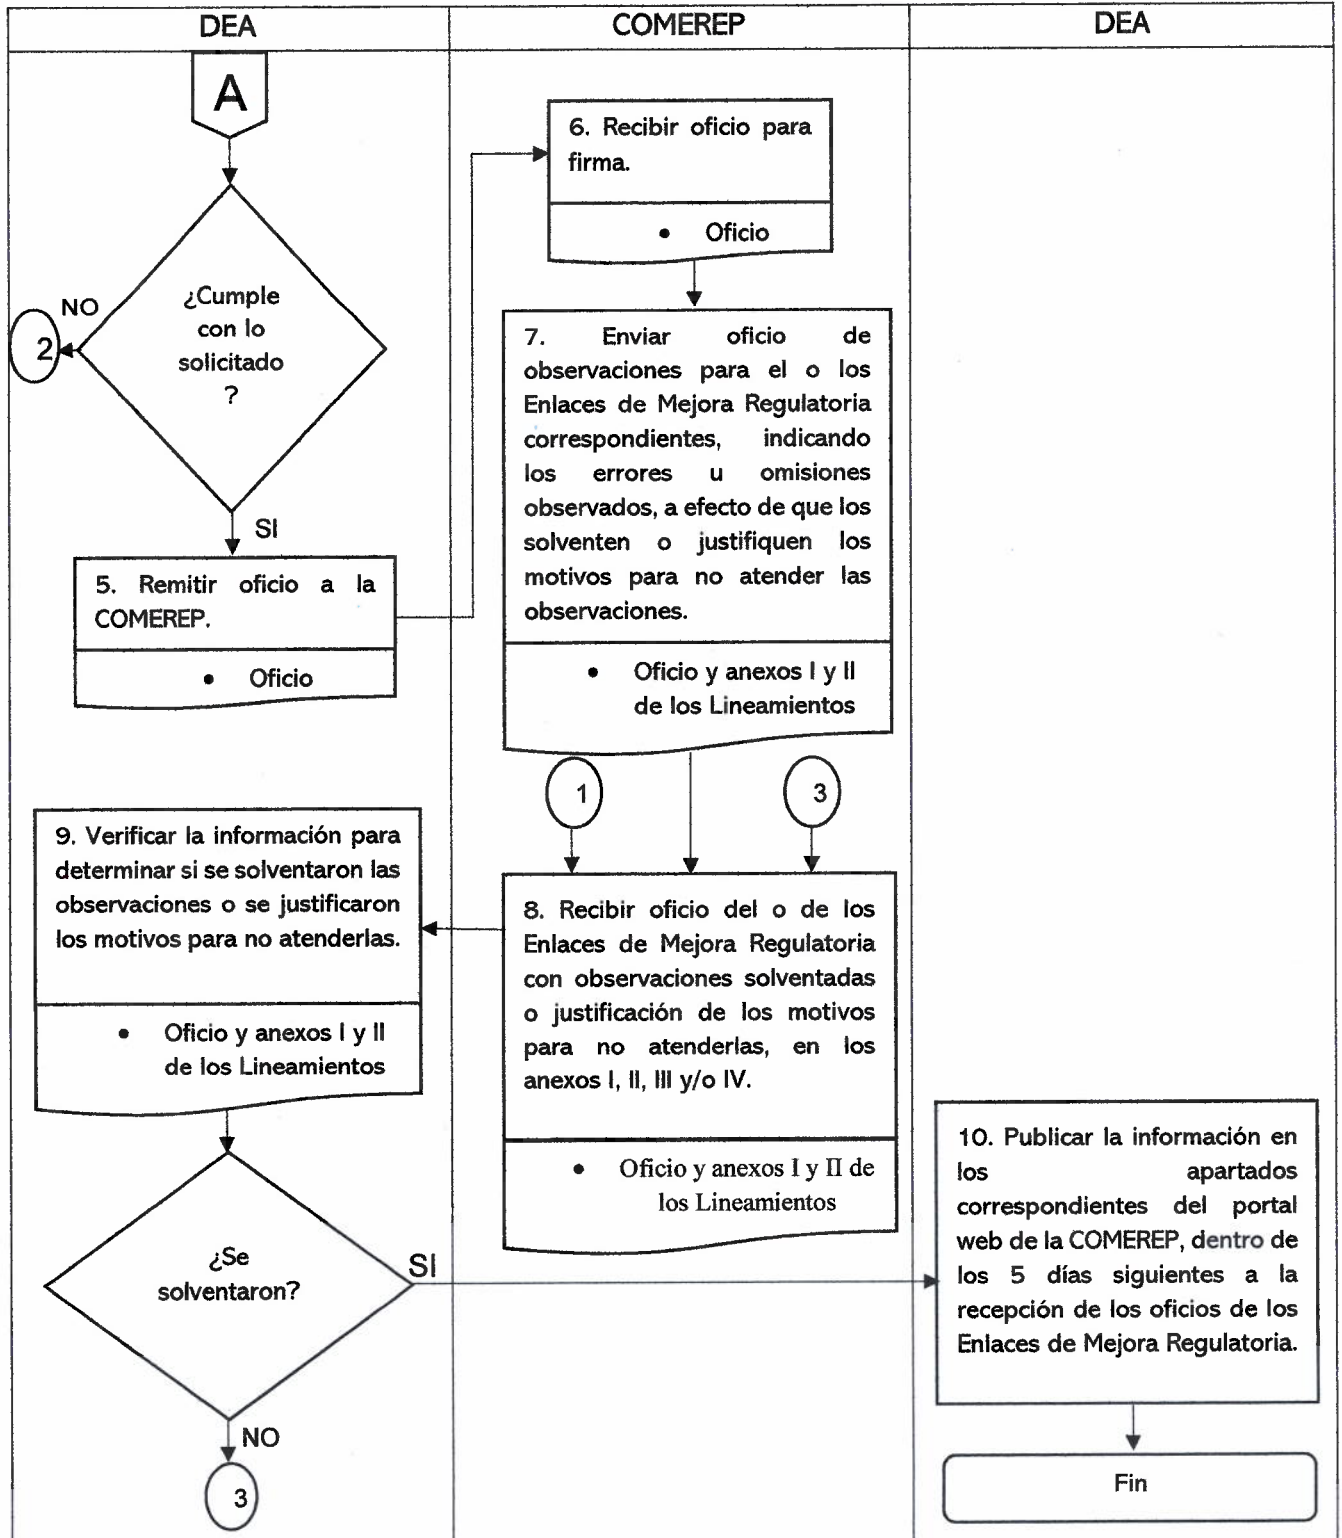 DEA
COMEREP
DEA
A
¿Cumple
con lo
solicitado
?
NO
2
SI
5. Remitir oficio a la
COMEREP.
• Oficio
6. Recibir oficio para
firma.
• Oficio
7. Enviar oficio de
observaciones para el o los
Enlaces de Mejora Regulatoria
correspondientes, indicando
los errores u omisiones
observados, a efecto de que los
solventen o justifiquen los
motivos para no atender las
observaciones.
• Oficio y anexos I y II
de los Lineamientos
1
3
8. Recibir oficio del o de los
Enlaces de Mejora Regulatoria
con observaciones solventadas
o justificación de los motivos
para no atenderlas, en los
anexos I, II, III y/o IV.
• Oficio y anexos I y II de
los Lineamientos
9. Verificar la información para
determinar si se solventaron las
observaciones o se justificaron
los motivos para no atenderlas.
• Oficio y anexos I y II
de los Lineamientos
¿Se
solventaron?
SI
NO
3
10. Publicar la información en
los apartados
correspondientes del portal
web de la COMEREP, dentro de
los 5 días siguientes a la
recepción de los oficios de los
Enlaces de Mejora Regulatoria.
Fin